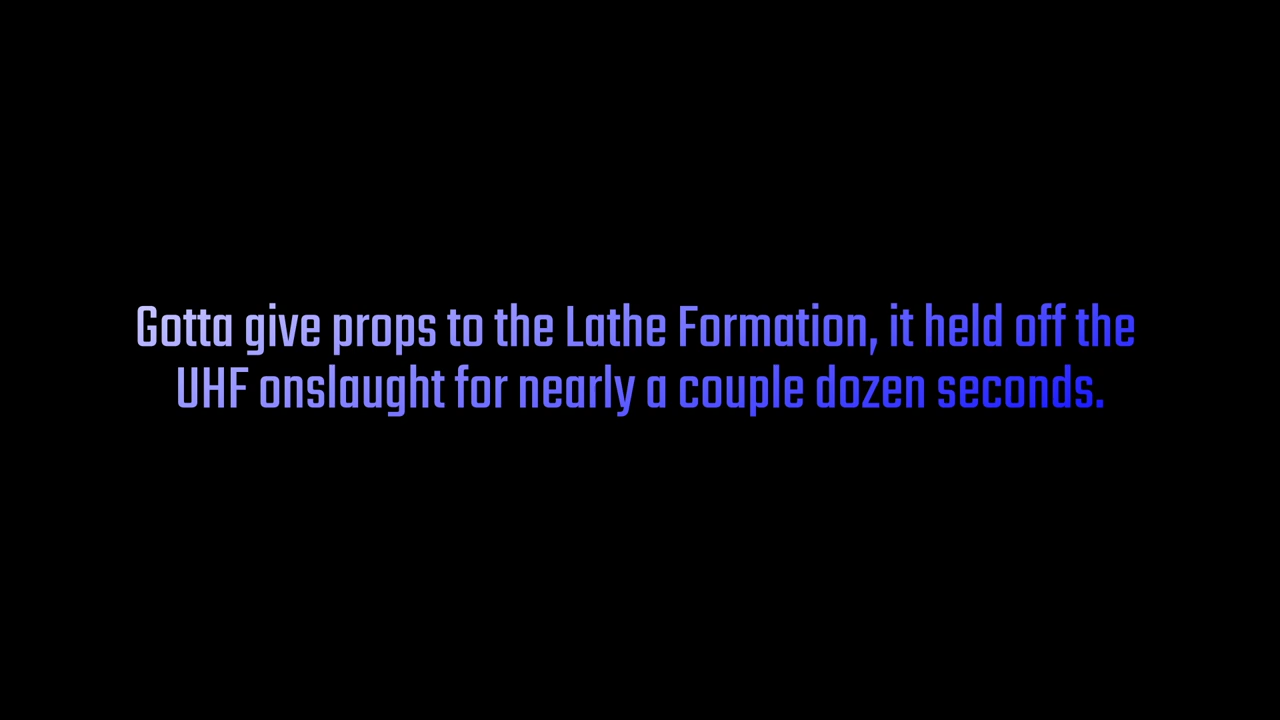 Gotta give props to the Lathe Formation, it held off the
UHF onslaught for nearly a couple dozen seconds.